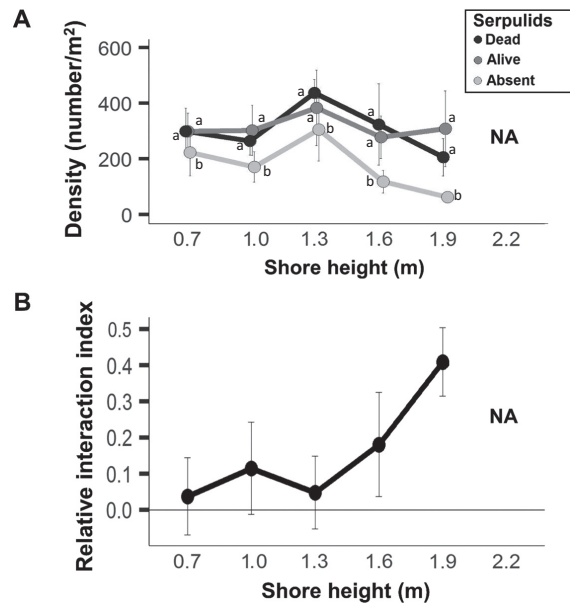 A
Serpulids
Dead
Alive
Absent
Density (number/m²)
600
400
200
0
a a a a a
a a a a a
b b b b b
NA
0.7 1.0 1.3 1.6 1.9 2.2
Shore height (m)
B
Relative interaction index
0.5
0.4
0.3
0.2
0.1
0.0
NA
0.7 1.0 1.3 1.6 1.9 2.2
Shore height (m)